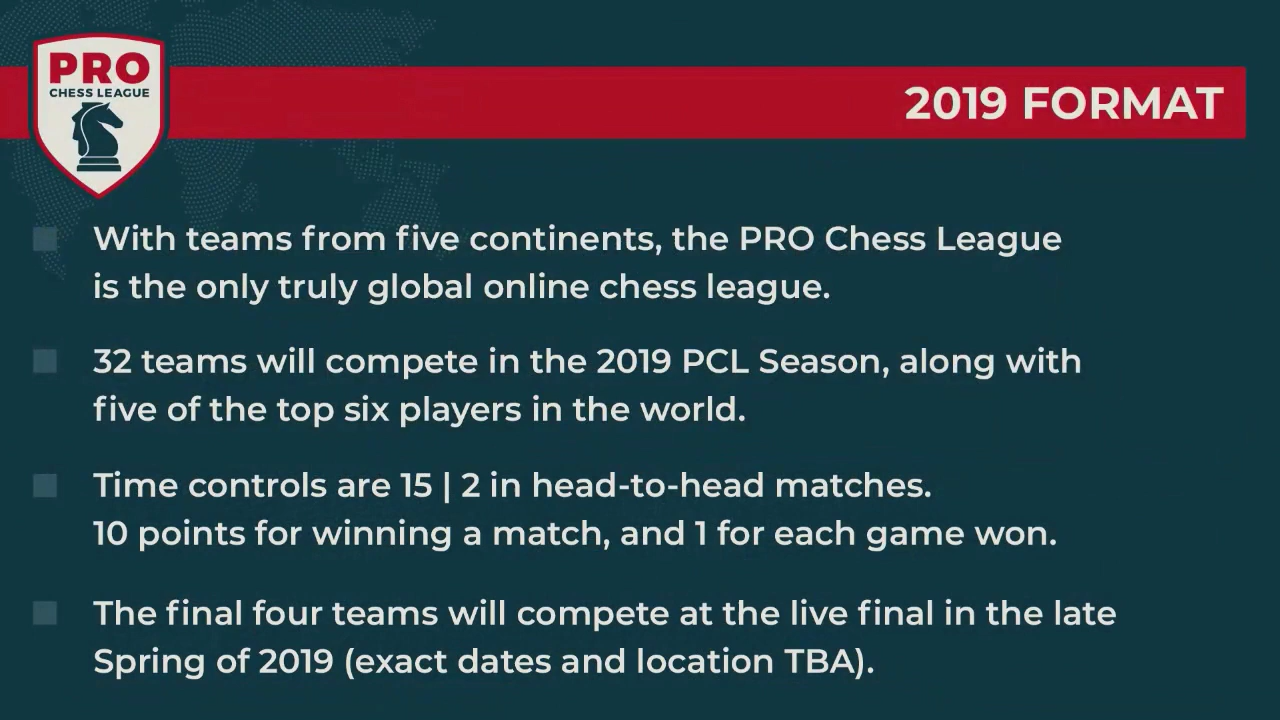 PRO
CHESS LEAGUE
2019 FORMAT
With teams from five continents, the PRO Chess League
is the only truly global online chess league.
32 teams will compete in the 2019 PCL Season, along with
five of the top six players in the world.
Time controls are 15 | 2 in head-to-head matches.
10 points for winning a match, and 1 for each game won.
The final four teams will compete at the live final in the late
Spring of 2019 (exact dates and location TBA).